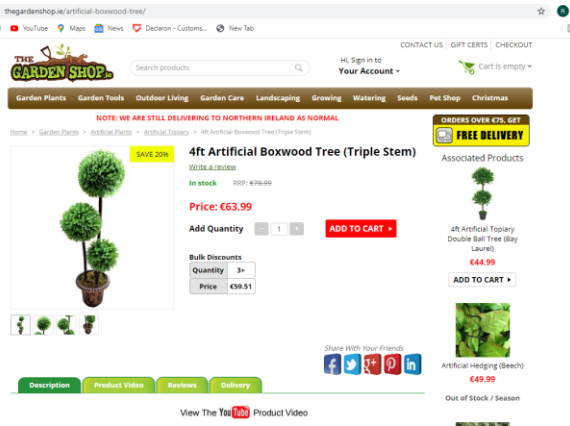 thegardenshop.ie/artificial-boxwood-tree/
YouTube
Maps
News
Declaron - Customs...
New Tab
CONTACT US
GIFT CERTS
CHECKOUT
THE
GARDEN SHOP.ie
Search products
Hi, Sign in to
Your Account
Cart is empty
Garden Plants
Garden Tools
Outdoor Living
Garden Care
Landscaping
Growing
Watering
Seeds
Pet Shop
Christmas
NOTE: WE ARE STILL DELIVERING TO NORTHERN IRELAND AS NORMAL
ORDERS OVER €75, GET
FREE DELIVERY
Home > Garden Plants > Artificial Plants > Artificial Topiary > 4ft Artificial Boxwood Tree (Triple Stem)
SAVE 20%
4ft Artificial Boxwood Tree (Triple Stem)
Write a review
In stock
RRP: €79.99
Price: €63.99
Add Quantity
- 1 +
ADD TO CART
Bulk Discounts
Quantity 3+
Price €59.51
Share With Your Friends
Description
Product Video
Reviews
Delivery
View The YouTube Product Video
Associated Products
4ft Artificial Topiary
Double Ball Tree (Bay
Laurel)
€44.99
ADD TO CART
Artificial Hedging (Beech)
€49.99
Out of Stock / Season